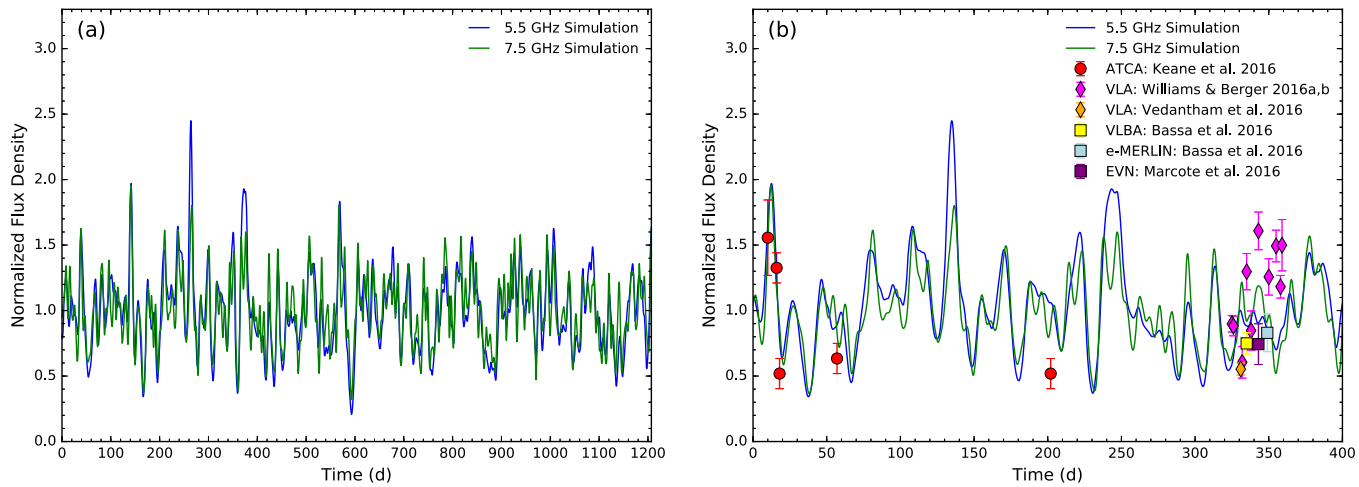 (a)
5.5 GHz Simulation
7.5 GHz Simulation
Normalized Flux Density
3.0
2.5
2.0
1.5
1.0
0.5
0.0
0 100 200 300 400 500 600 700 800 900 1000 1100 1200
Time (d)
(b)
5.5 GHz Simulation
7.5 GHz Simulation
ATCA: Keane et al. 2016
VLA: Williams & Berger 2016a,b
VLA: Vedantham et al. 2016
VLBA: Bassa et al. 2016
e-MERLIN: Bassa et al. 2016
EVN: Marcote et al. 2016
Normalized Flux Density
3.0
2.5
2.0
1.5
1.0
0.5
0.0
0 50 100 150 200 250 300 350 400
Time (d)